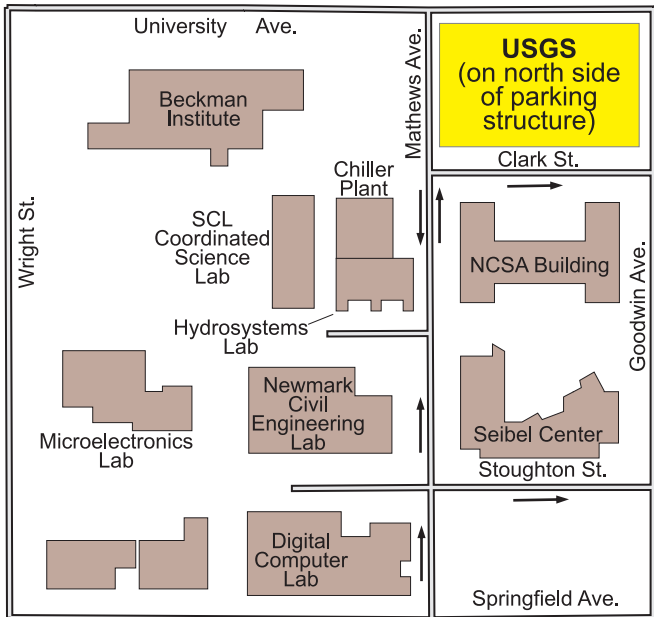 University Ave.
Mathews Ave.
USGS
(on north side
of parking
structure)
Beckman
Institute
Clark St.
Chiller
Plant
Wright St.
SCL
Coordinated
Science
Lab
NCSA Building
Goodwin Ave.
Hydrosystems
Lab
Newmark
Civil
Engineering
Lab
Microelectronics
Lab
Seibel Center
Stoughton St.
Digital
Computer
Lab
Springfield Ave.